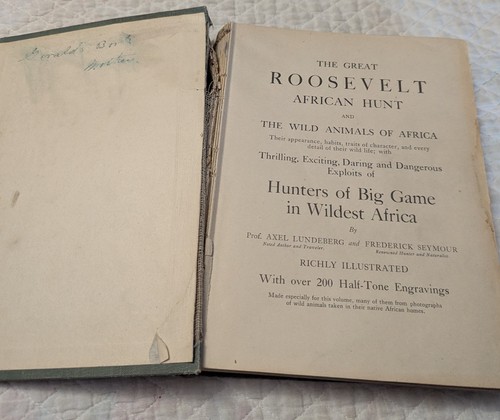 THE GREAT
ROOSEVELT
AFRICAN HUNT
AND
THE WILD ANIMALS OF AFRICA
Their appearance, habits, traits of character, and every
detail of their wild life; with
Thrilling, Exciting, Daring and Dangerous
Exploits of
Hunters of Big Game
in Wildest Africa
By
Prof. AXEL LUNDEBERG and FREDERICK SEYMOUR
Noted Author and Traveler. Renowned Hunter and Naturalist.
RICHLY ILLUSTRATED
With over 200 Half-Tone Engravings
Made especially for this volume, many of them from photographs
of wild animals taken in their native African homes.